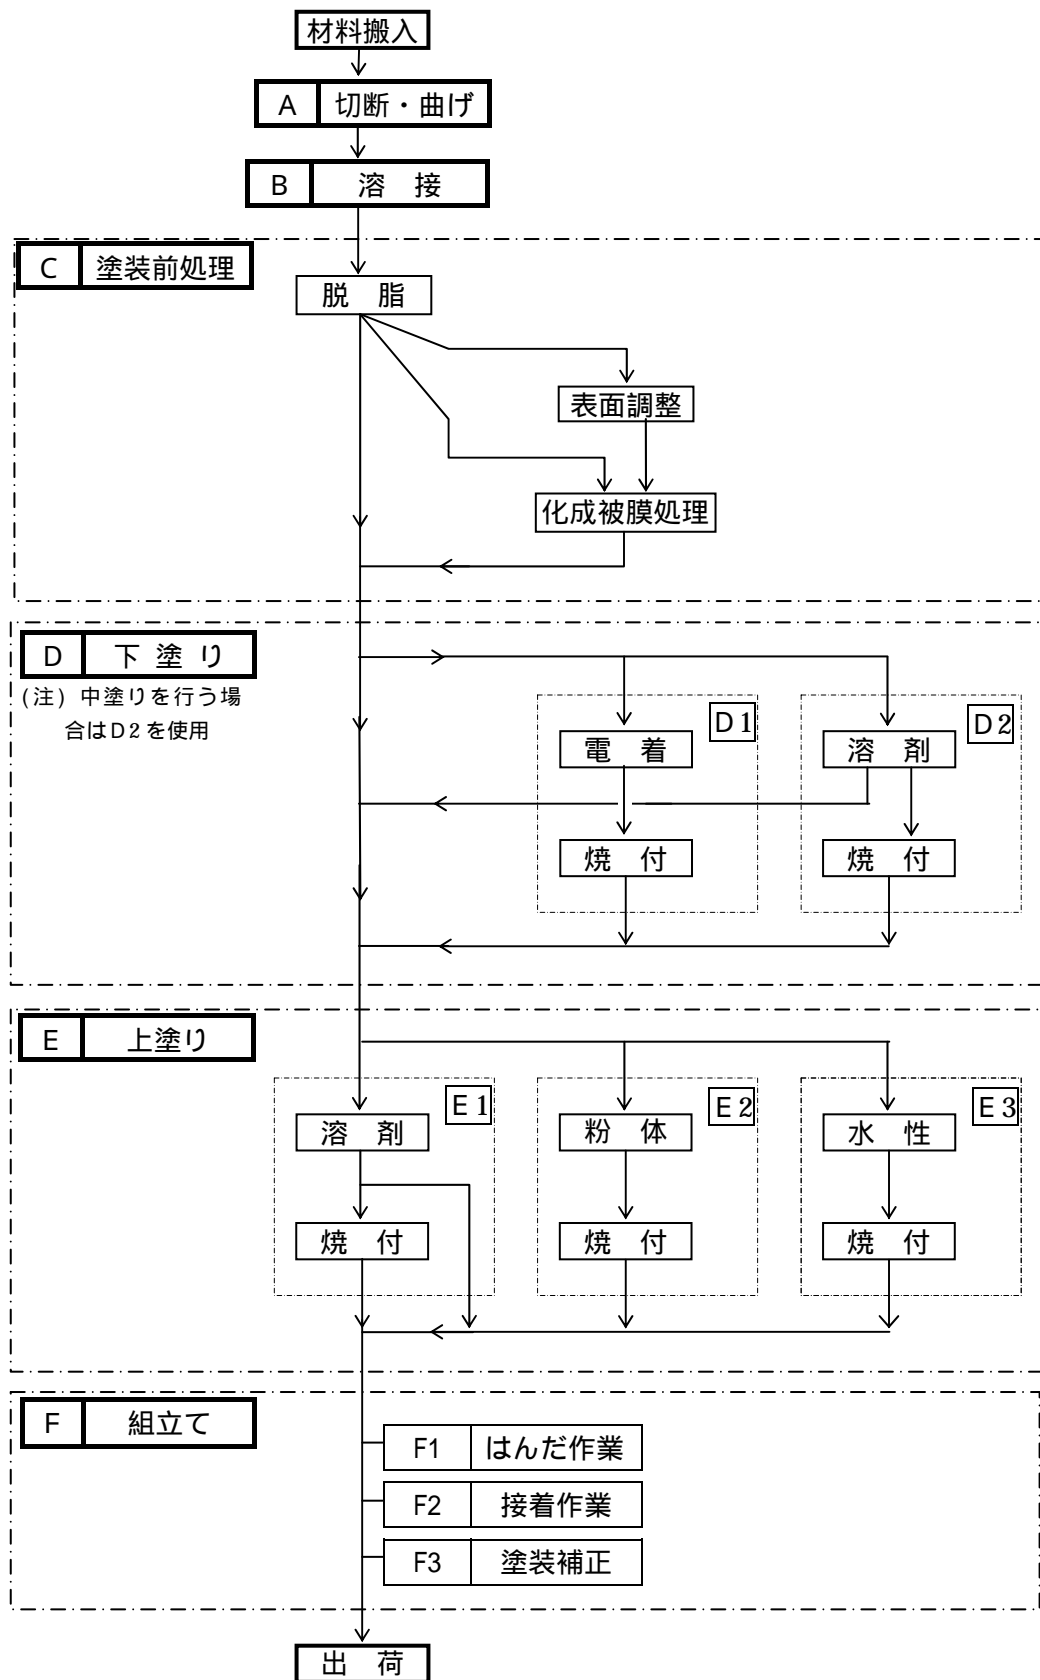 材料搬入
A 切断・曲げ
B 溶 接
C 塗装前処理
脱 脂
表面調整
化成被膜処理
D 下 塗 り
(注) 中塗りを行う場
合はD2を使用
D1
D2
電 着
溶 剤
焼 付
焼 付
E 上塗り
E1
E2
E3
溶 剤
粉 体
水 性
焼 付
焼 付
焼 付
F 組立て
F1 はんだ作業
F2 接着作業
F3 塗装補正
出 荷